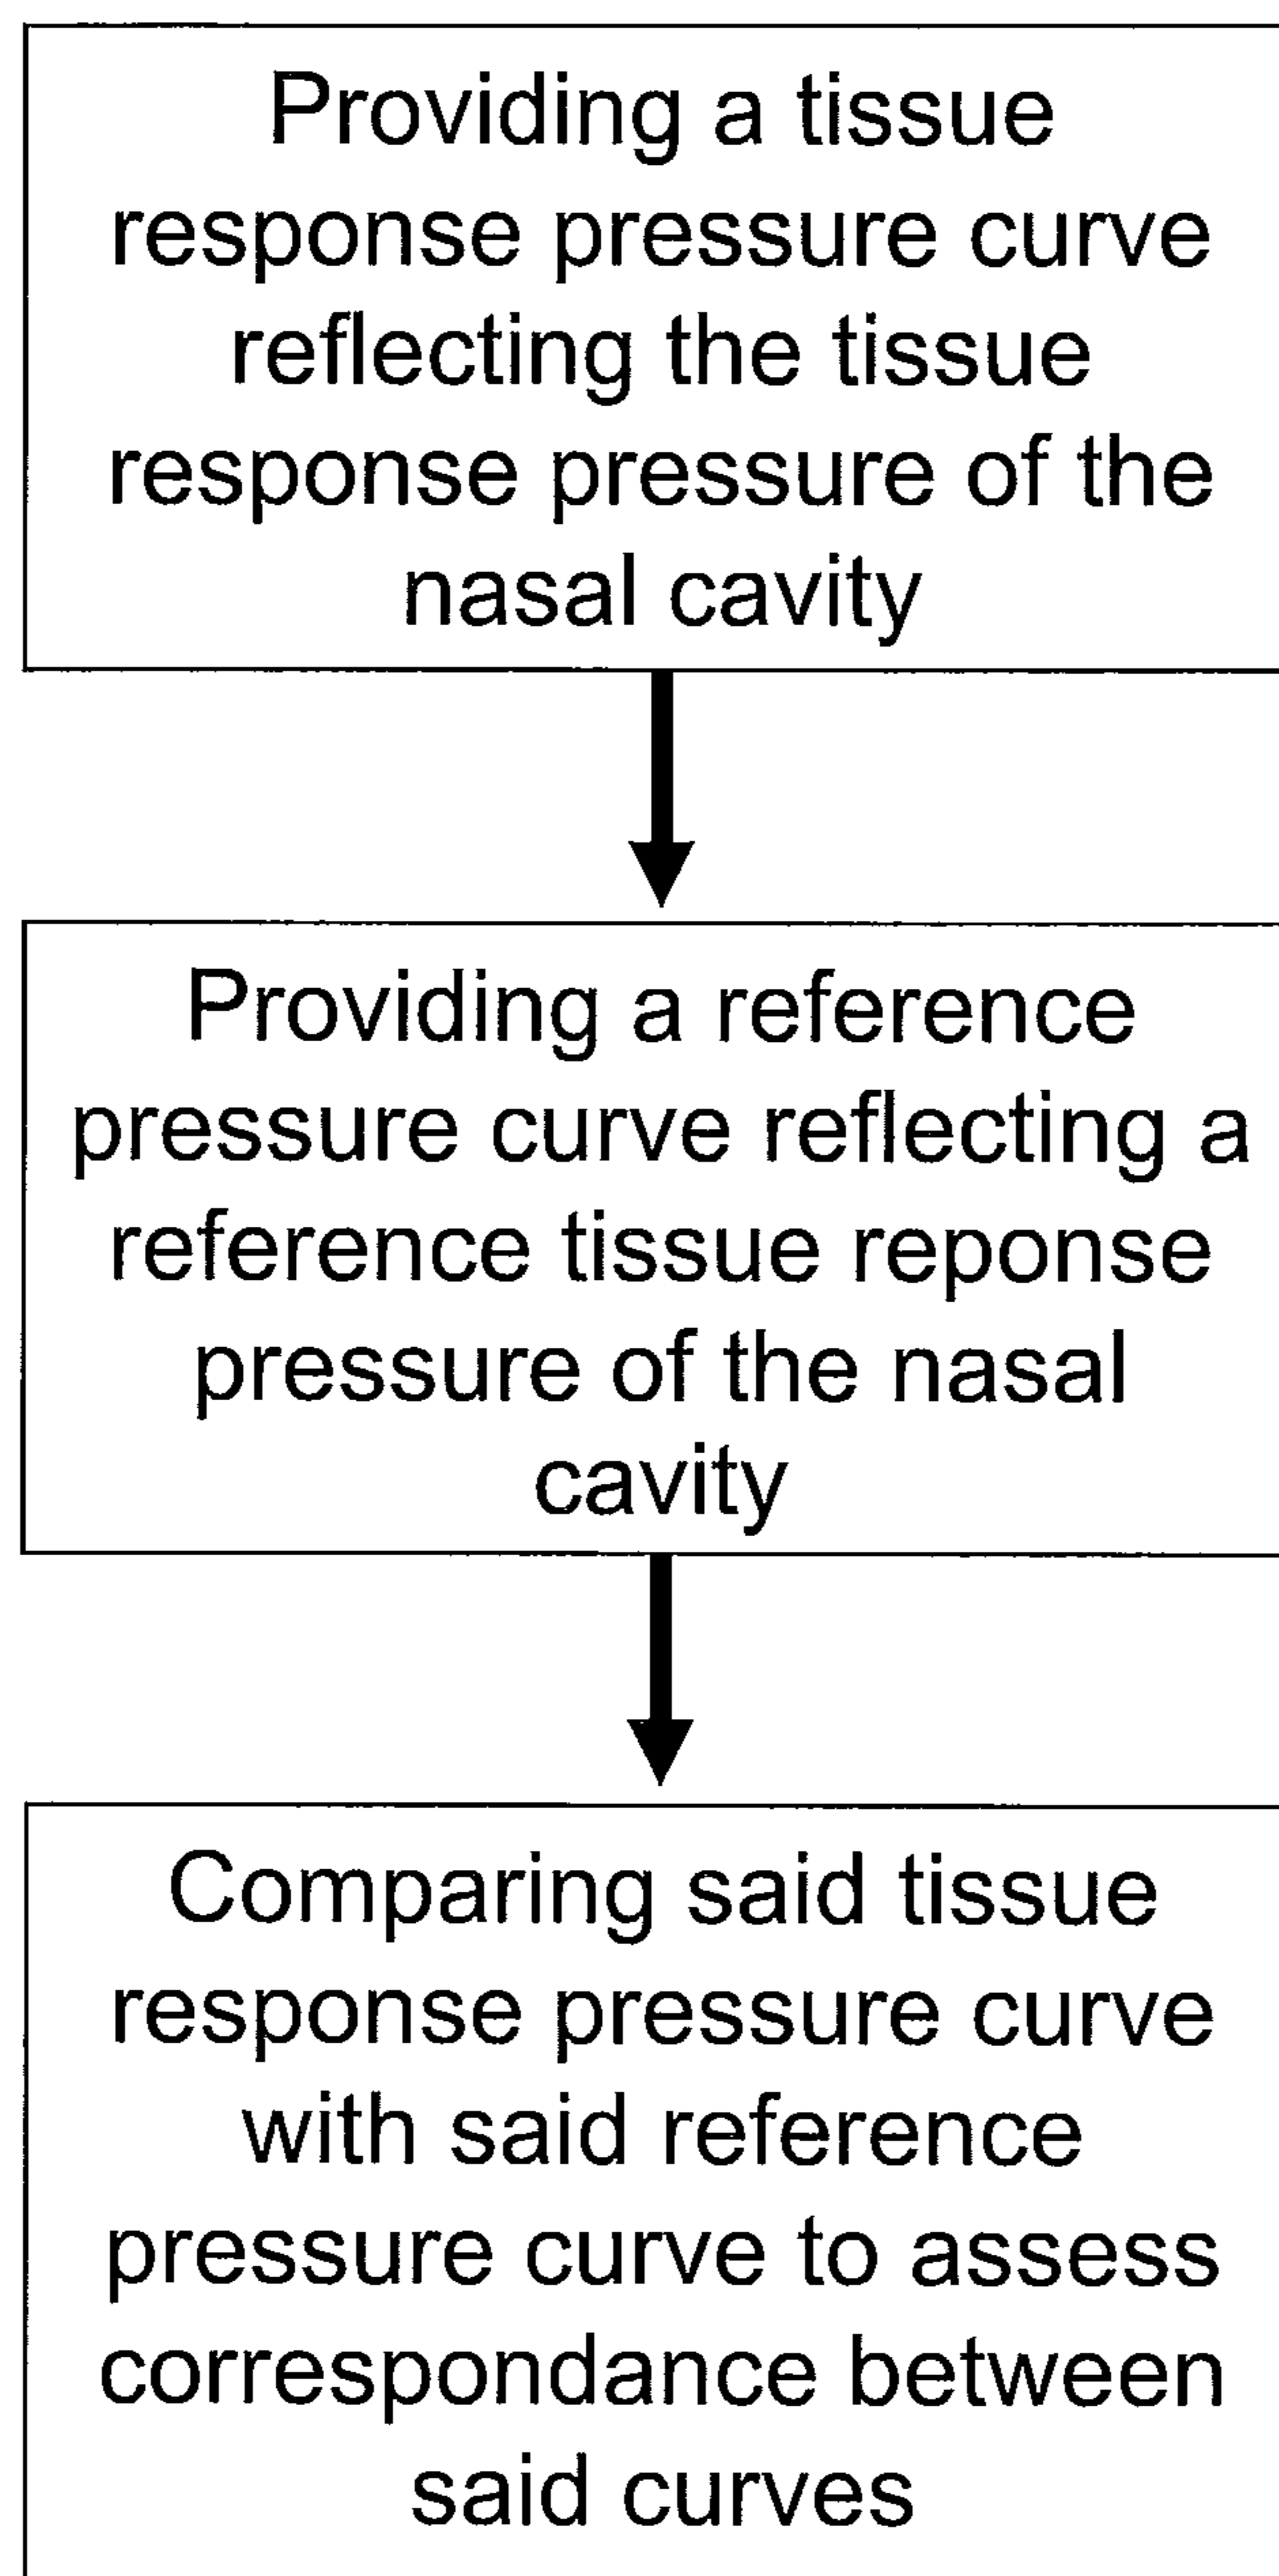 Providing a tissue
response pressure curve
reflecting the tissue
response pressure of the
nasal cavity
Providing a reference
pressure curve reflecting a
reference tissue reponse
pressure of the nasal
cavity
Comparing said tissue
response pressure curve
with said reference
pressure curve to assess
correspondance between
said curves